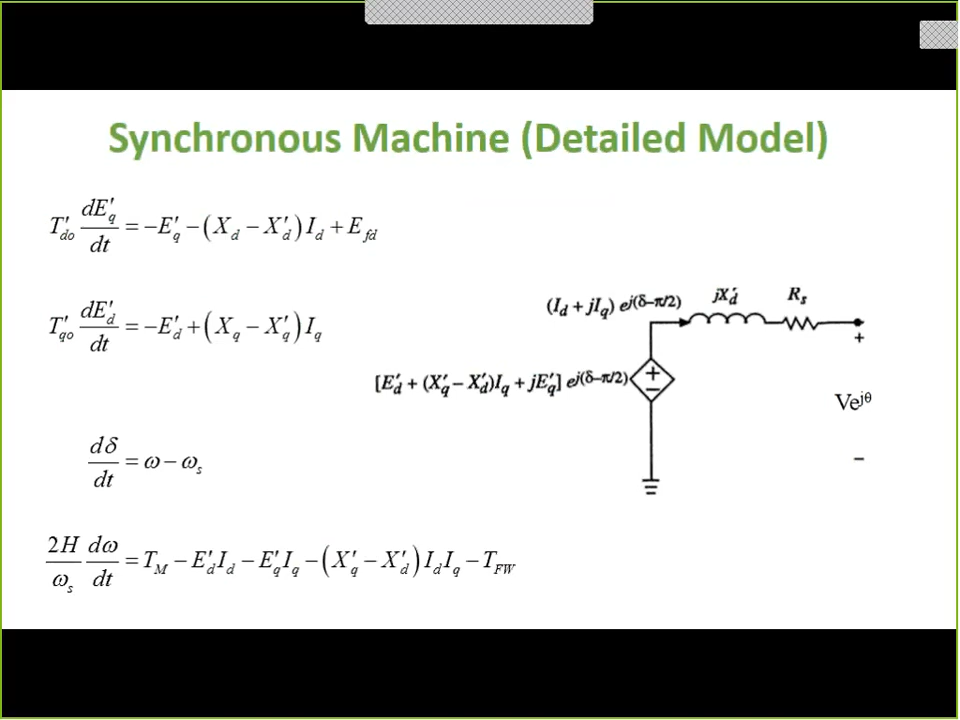 Synchronous Machine (Detailed Model)
T′do dE′q/dt = −E′q − (Xd − X′d) Id + Efd
T′qo dE′d/dt = −E′d + (Xq − X′q) Iq
dδ/dt = ω − ωs
2H/ωs dω/dt = TM − E′d Id − E′q Iq − (X′q − X′d) Id Iq − TFW
(Id + jIq) ej(δ−π/2)
jX′d
Rs
+
[E′d + (X′q − X′d)Iq + jE′q] ej(δ−π/2)
+
−
Vejθ
−